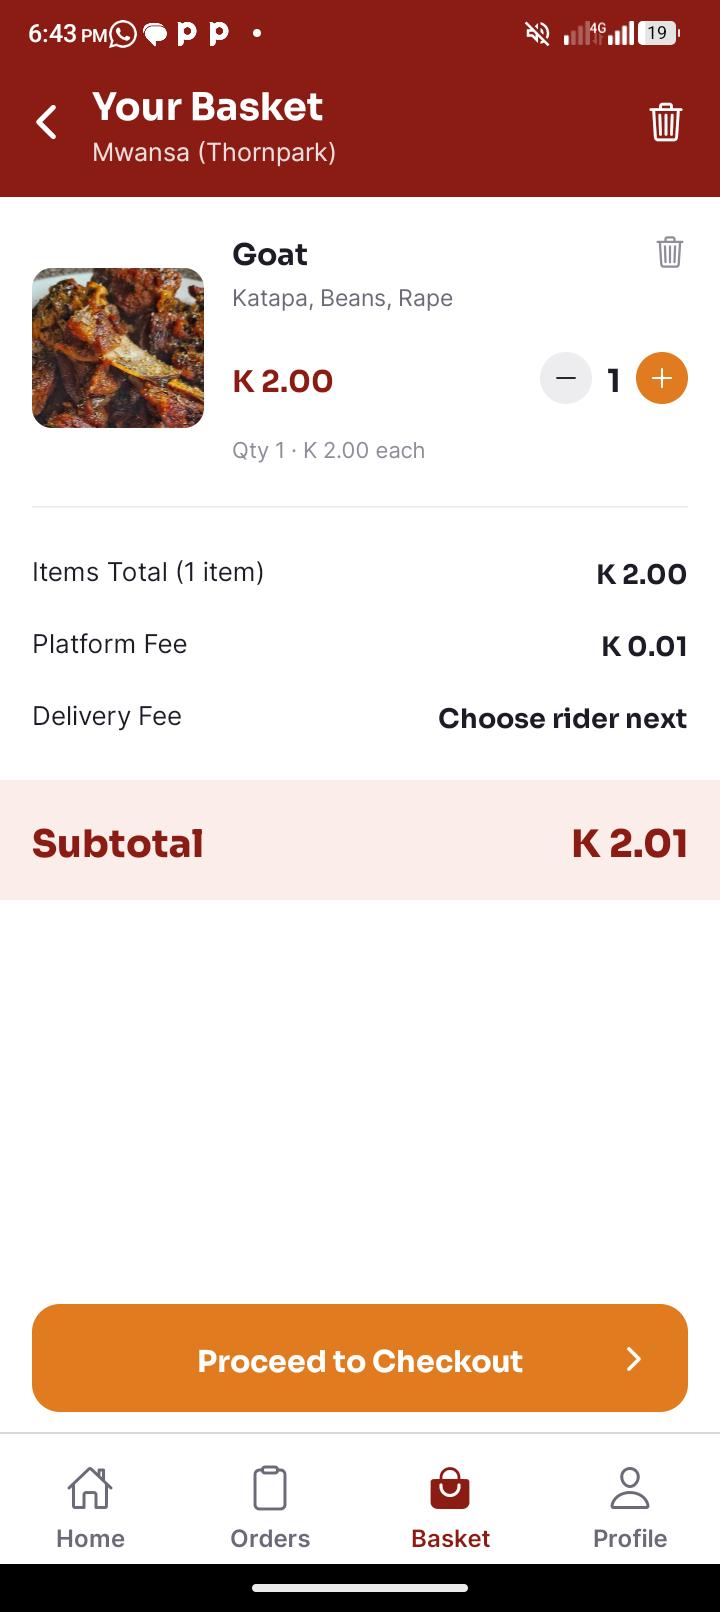 6:43 PM
4G 19
Your Basket
Mwansa (Thornpark)
Goat
Katapa, Beans, Rape
K 2.00
1
Qty 1 · K 2.00 each
Items Total (1 item) K 2.00
Platform Fee K 0.01
Delivery Fee Choose rider next
Subtotal K 2.01
Proceed to Checkout
Home Orders Basket Profile